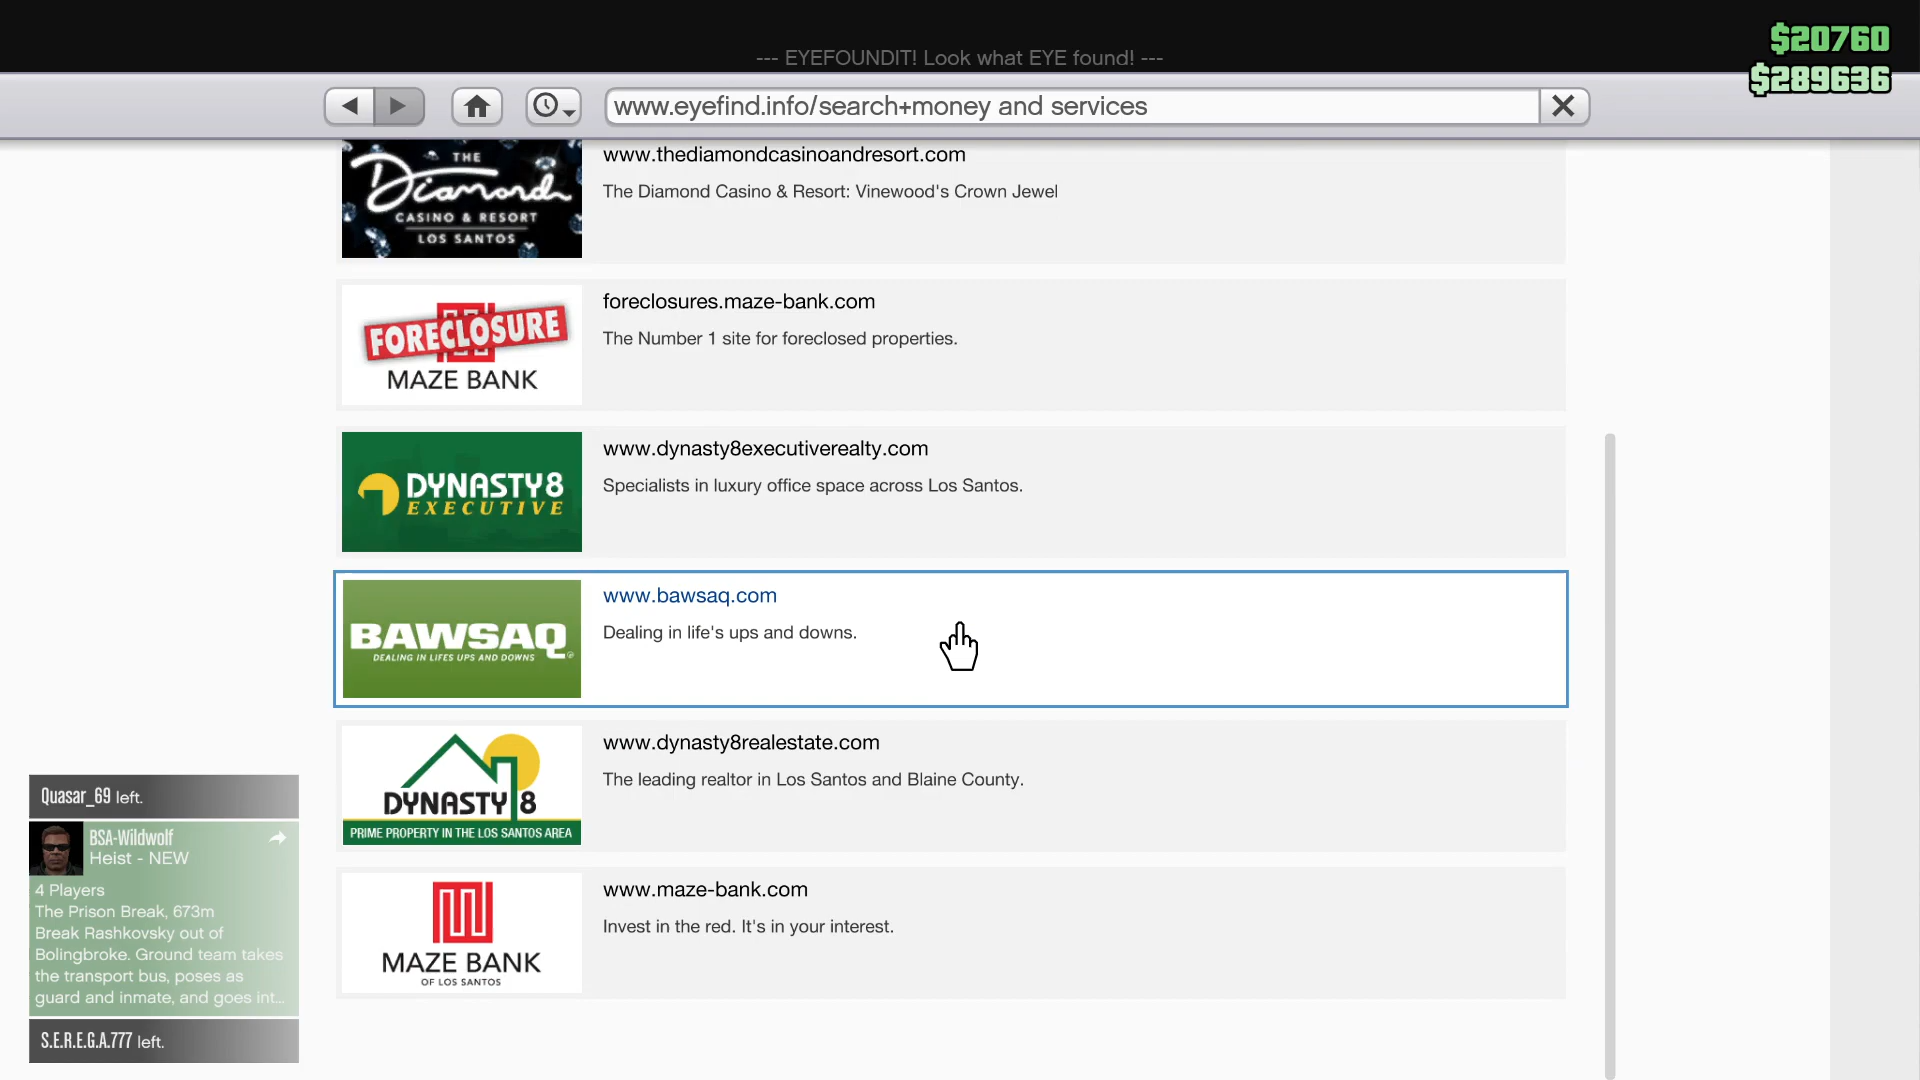 $20760
--- EYEFOUNDIT! Look what EYE found! ---
$289636
www.eyefind.info/search+money and services
THE
Diamond
CASINO & RESORT
LOS SANTOS
www.thediamondcasinoandresort.com
The Diamond Casino & Resort: Vinewood's Crown Jewel
FORECLOSURE
MAZE BANK
foreclosures.maze-bank.com
The Number 1 site for foreclosed properties.
DYNASTY8
EXECUTIVE
www.dynasty8executiverealty.com
Specialists in luxury office space across Los Santos.
BAWSAQ
DEALING IN LIFES UPS AND DOWNS
www.bawsaq.com
Dealing in life's ups and downs.
DYNASTY 8
PRIME PROPERTY IN THE LOS SANTOS AREA
www.dynasty8realestate.com
The leading realtor in Los Santos and Blaine County.
MAZE BANK
OF LOS SANTOS
www.maze-bank.com
Invest in the red. It's in your interest.
Quasar_69 left.
BSA-Wildwolf
Heist - NEW
4 Players
The Prison Break, 673m
Break Rashkovsky out of
Bolingbroke. Ground team takes
the transport bus, poses as
guard and inmate, and goes int...
S.E.R.E.G.A.777 left.